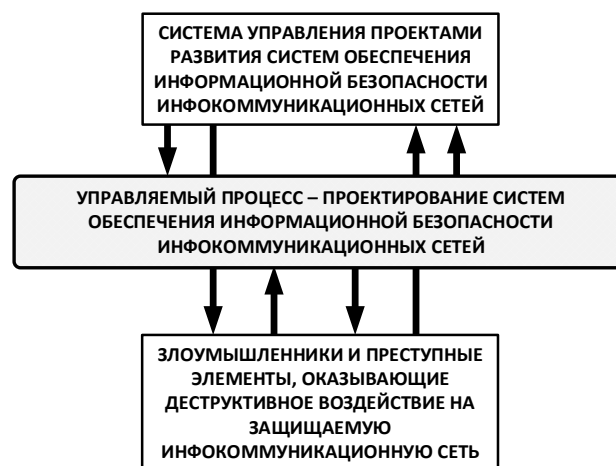 СИСТЕМА УПРАВЛЕНИЯ ПРОЕКТАМИ
РАЗВИТИЯ СИСТЕМ ОБЕСПЕЧЕНИЯ
ИНФОРМАЦИОННОЙ БЕЗОПАСНОСТИ
ИНФОКОММУНИКАЦИОННЫХ СЕТЕЙ
УПРАВЛЯЕМЫЙ ПРОЦЕСС – ПРОЕКТИРОВАНИЕ СИСТЕМ
ОБЕСПЕЧЕНИЯ ИНФОРМАЦИОННОЙ БЕЗОПАСНОСТИ
ИНФОКОММУНИКАЦИОННЫХ СЕТЕЙ
ЗЛОУМЫШЛЕННИКИ И ПРЕСТУПНЫЕ
ЭЛЕМЕНТЫ, ОКАЗЫВАЮЩИЕ
ДЕСТРУКТИВНОЕ ВОЗДЕЙСТВИЕ НА
ЗАЩИЩАЕМУЮ
ИНФОКОММУНИКАЦИОННУЮ СЕТЬ